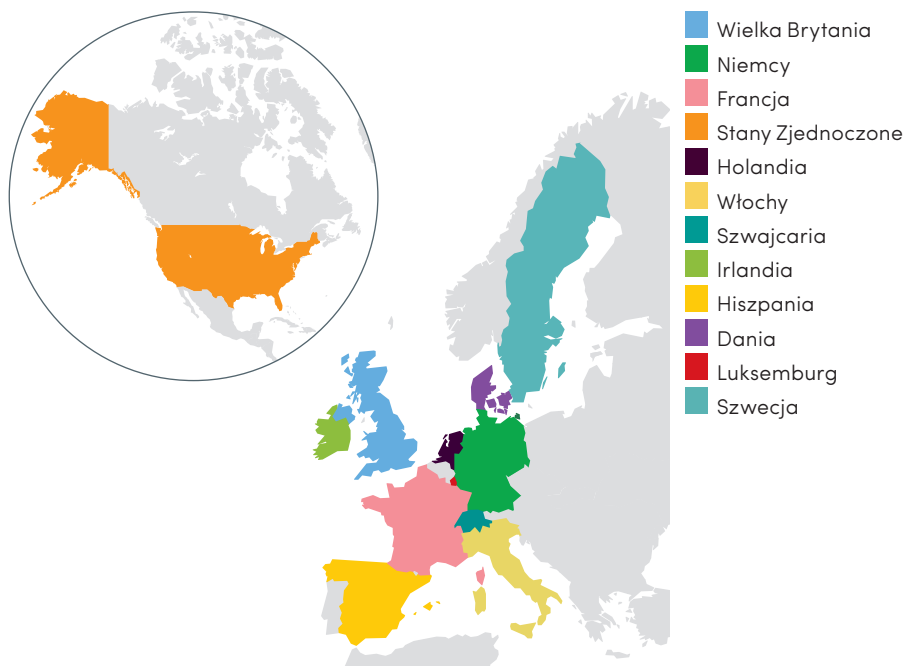 Wielka Brytania
Niemcy
Francja
Stany Zjednoczone
Holandia
Włochy
Szwajcaria
Irlandia
Hiszpania
Dania
Luksemburg
Szwecja